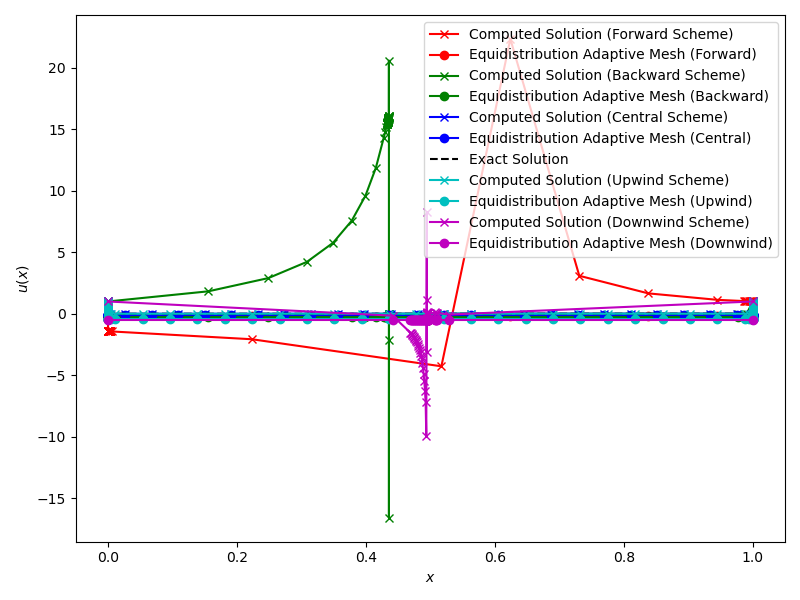 Computed Solution (Forward Scheme)
Equidistribution Adaptive Mesh (Forward)
Computed Solution (Backward Scheme)
Equidistribution Adaptive Mesh (Backward)
Computed Solution (Central Scheme)
Equidistribution Adaptive Mesh (Central)
Exact Solution
Computed Solution (Upwind Scheme)
Equidistribution Adaptive Mesh (Upwind)
Computed Solution (Downwind Scheme)
Equidistribution Adaptive Mesh (Downwind)
20
15
10
5
0
−5
−10
−15
u(x)
0.0 0.2 0.4 0.6 0.8 1.0
x